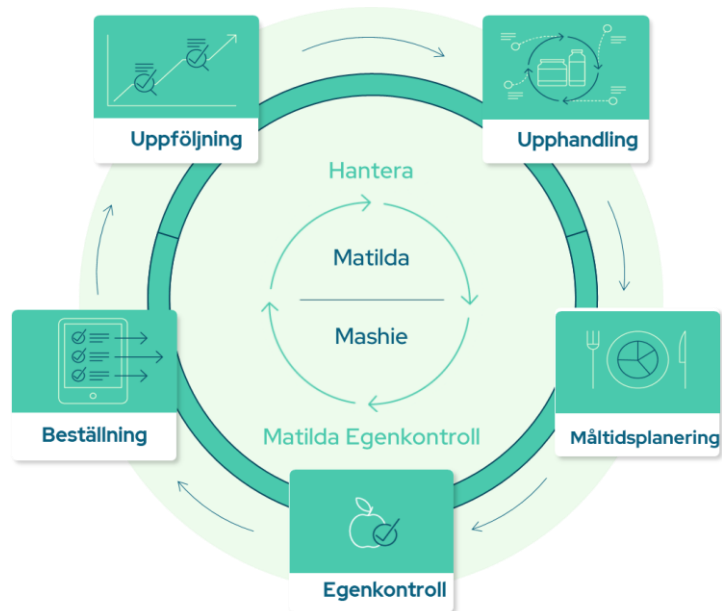 Uppföljning
Upphandling
Hantera
Matilda
Mashie
Matilda Egenkontroll
Beställning
Måltidsplanering
Egenkontroll